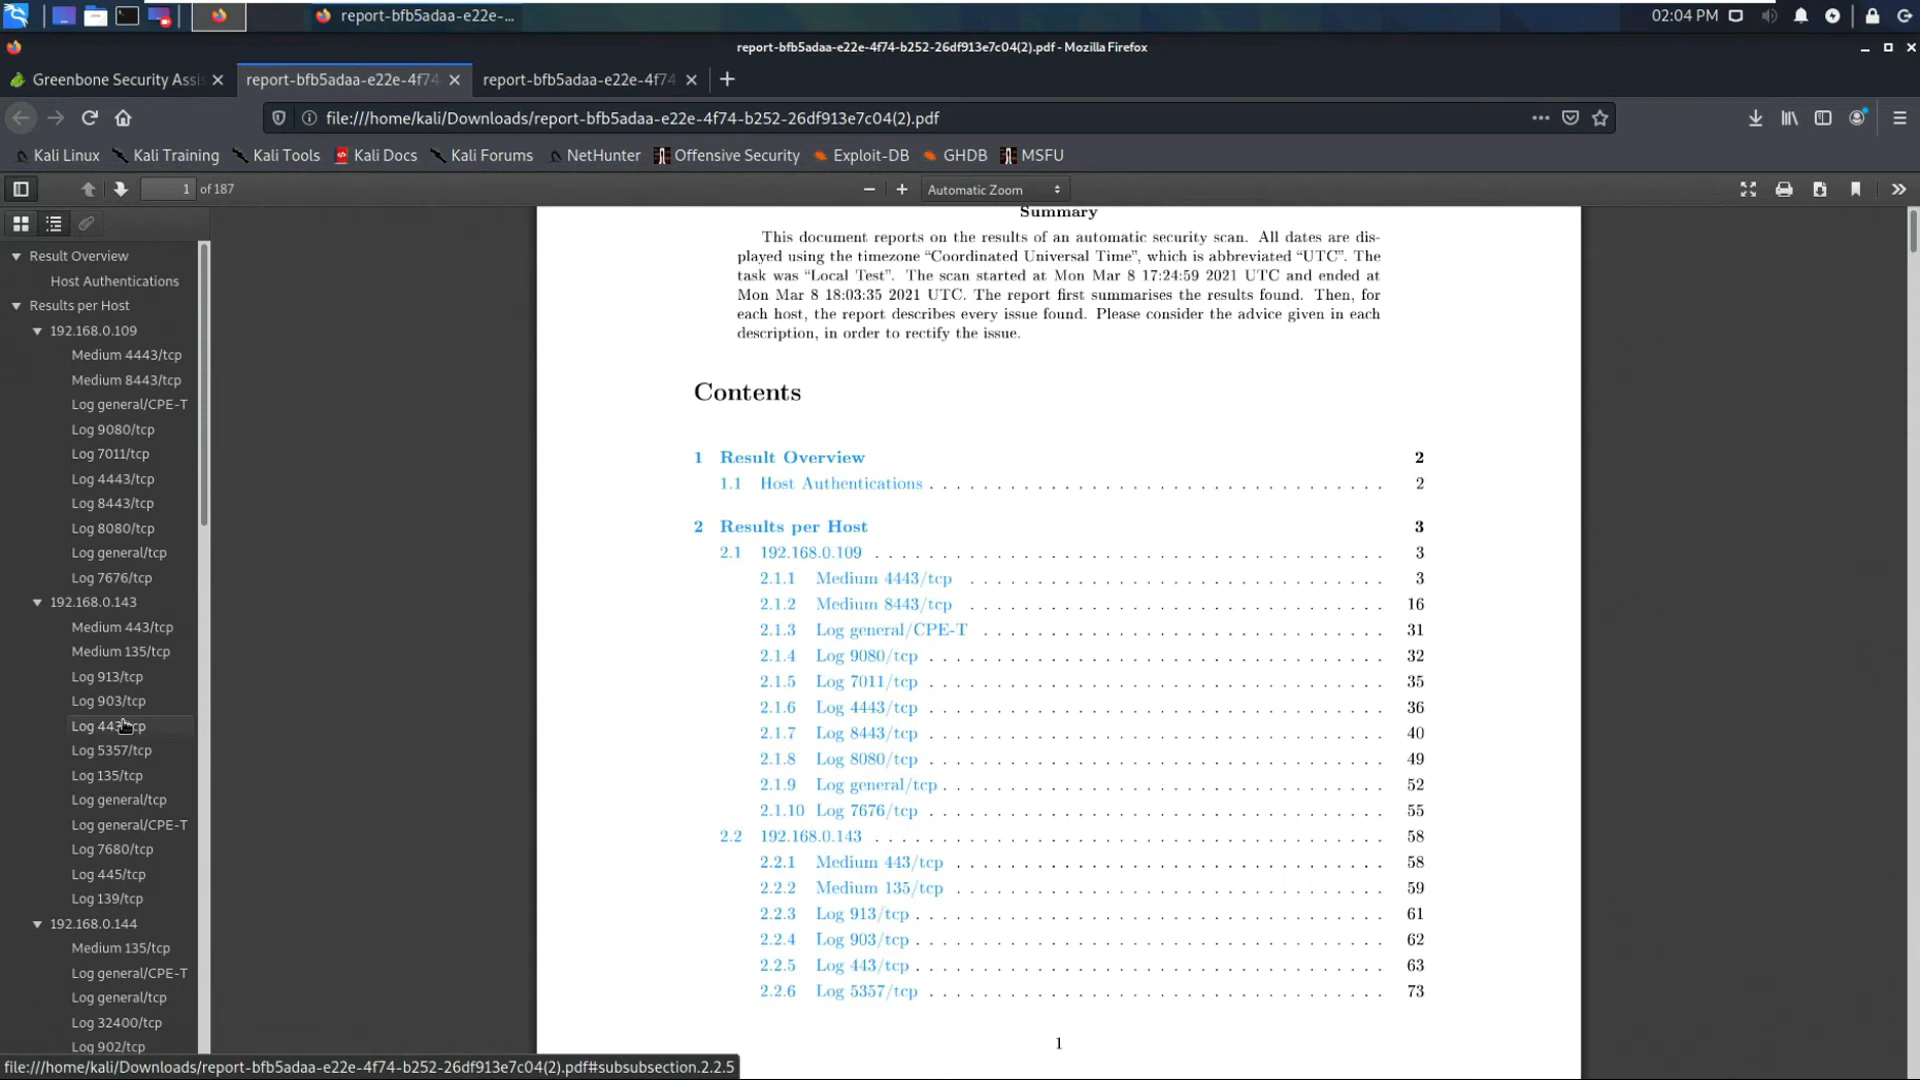 report-bfb5adaa-e22e-...
02:04 PM
report-bfb5adaa-e22e-4f74-b252-26df913e7c04(2).pdf - Mozilla Firefox
Greenbone Security Assis
report-bfb5adaa-e22e-4f74
report-bfb5adaa-e22e-4f74
file:///home/kali/Downloads/report-bfb5adaa-e22e-4f74-b252-26df913e7c04(2).pdf
Kali Linux Kali Training Kali Tools Kali Docs Kali Forums NetHunter Offensive Security Exploit-DB GHDB MSFU
1 of 187
Automatic Zoom
Result Overview
Host Authentications
Results per Host
192.168.0.109
Medium 4443/tcp
Medium 8443/tcp
Log general/CPE-T
Log 9080/tcp
Log 7011/tcp
Log 4443/tcp
Log 8443/tcp
Log 8080/tcp
Log general/tcp
Log 7676/tcp
192.168.0.143
Medium 443/tcp
Medium 135/tcp
Log 913/tcp
Log 903/tcp
Log 443/tcp
Log 5357/tcp
Log 135/tcp
Log general/tcp
Log general/CPE-T
Log 7680/tcp
Log 445/tcp
Log 139/tcp
192.168.0.144
Medium 135/tcp
Log general/CPE-T
Log general/tcp
Log 32400/tcp
Log 902/tcp
Summary
This document reports on the results of an automatic security scan. All dates are dis-
played using the timezone “Coordinated Universal Time”, which is abbreviated “UTC”. The
task was “Local Test”. The scan started at Mon Mar 8 17:24:59 2021 UTC and ended at
Mon Mar 8 18:03:35 2021 UTC. The report first summarises the results found. Then, for
each host, the report describes every issue found. Please consider the advice given in each
description, in order to rectify the issue.
Contents
1 Result Overview 2
1.1 Host Authentications . . . . . . . . . . . . . . . . . . . . . . . . . . . . . . . . . . 2
2 Results per Host 3
2.1 192.168.0.109 . . . . . . . . . . . . . . . . . . . . . . . . . . . . . . . . . . . . . . 3
2.1.1 Medium 4443/tcp . . . . . . . . . . . . . . . . . . . . . . . . . . . . . . . 3
2.1.2 Medium 8443/tcp . . . . . . . . . . . . . . . . . . . . . . . . . . . . . . . 16
2.1.3 Log general/CPE-T . . . . . . . . . . . . . . . . . . . . . . . . . . . . . . 31
2.1.4 Log 9080/tcp . . . . . . . . . . . . . . . . . . . . . . . . . . . . . . . . . . 32
2.1.5 Log 7011/tcp . . . . . . . . . . . . . . . . . . . . . . . . . . . . . . . . . . 35
2.1.6 Log 4443/tcp . . . . . . . . . . . . . . . . . . . . . . . . . . . . . . . . . . 36
2.1.7 Log 8443/tcp . . . . . . . . . . . . . . . . . . . . . . . . . . . . . . . . . . 40
2.1.8 Log 8080/tcp . . . . . . . . . . . . . . . . . . . . . . . . . . . . . . . . . . 49
2.1.9 Log general/tcp . . . . . . . . . . . . . . . . . . . . . . . . . . . . . . . . . 52
2.1.10 Log 7676/tcp . . . . . . . . . . . . . . . . . . . . . . . . . . . . . . . . . . 55
2.2 192.168.0.143 . . . . . . . . . . . . . . . . . . . . . . . . . . . . . . . . . . . . . . 58
2.2.1 Medium 443/tcp . . . . . . . . . . . . . . . . . . . . . . . . . . . . . . . . 58
2.2.2 Medium 135/tcp . . . . . . . . . . . . . . . . . . . . . . . . . . . . . . . . 59
2.2.3 Log 913/tcp . . . . . . . . . . . . . . . . . . . . . . . . . . . . . . . . . . . 61
2.2.4 Log 903/tcp . . . . . . . . . . . . . . . . . . . . . . . . . . . . . . . . . . . 62
2.2.5 Log 443/tcp . . . . . . . . . . . . . . . . . . . . . . . . . . . . . . . . . . . 63
2.2.6 Log 5357/tcp . . . . . . . . . . . . . . . . . . . . . . . . . . . . . . . . . . 73
1
file:///home/kali/Downloads/report-bfb5adaa-e22e-4f74-b252-26df913e7c04(2).pdf#subsubsection.2.2.5